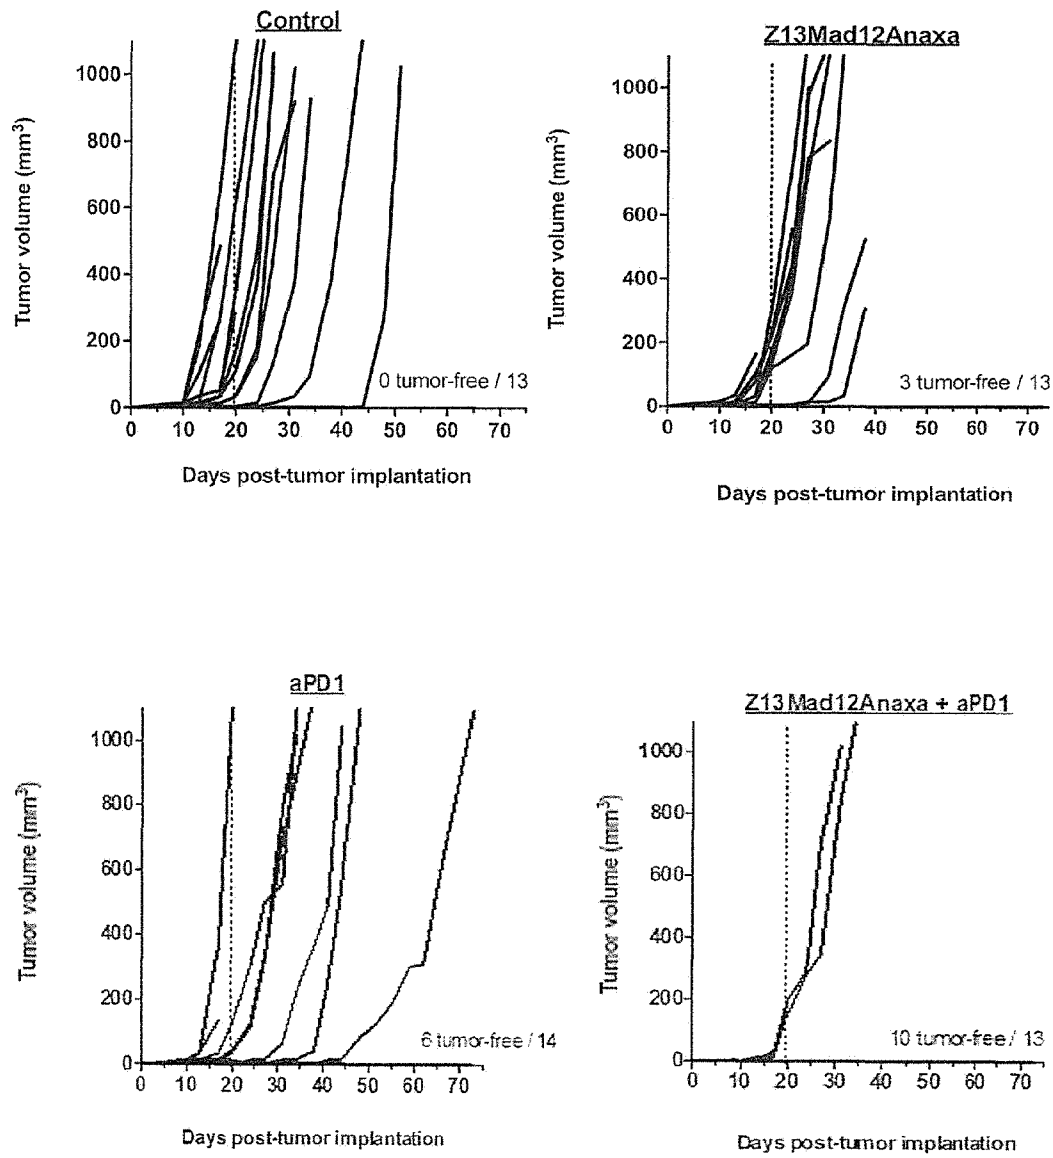 Control
Tumor volume (mm³)
1000
800
600
400
200
0
0 tumor-free / 13
0 10 20 30 40 50 60 70
Days post-tumor implantation
Z13Mad12Anaxa
Tumor volume (mm³)
1000
800
600
400
200
0
3 tumor-free / 13
0 10 20 30 40 50 60 70
Days post-tumor implantation
aPD1
Tumor volume (mm³)
1000
800
600
400
200
0
6 tumor-free / 14
0 10 20 30 40 50 60 70
Days post-tumor implantation
Z13Mad12Anaxa + aPD1
Tumor volume (mm³)
1000
800
600
400
200
0
10 tumor-free / 13
0 10 20 30 40 50 60 70
Days post-tumor implantation